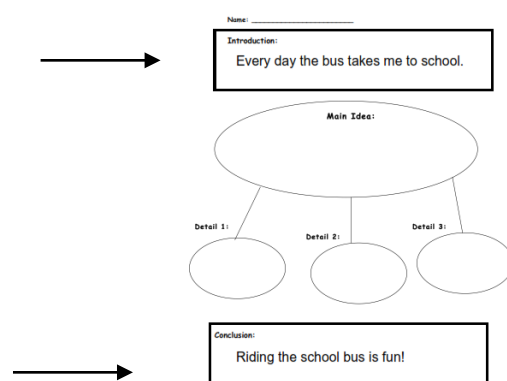 Name: ____________________
Introduction:
Every day the bus takes me to school.
Main Idea:
Detail 1:
Detail 2:
Detail 3:
Conclusion:
Riding the school bus is fun!